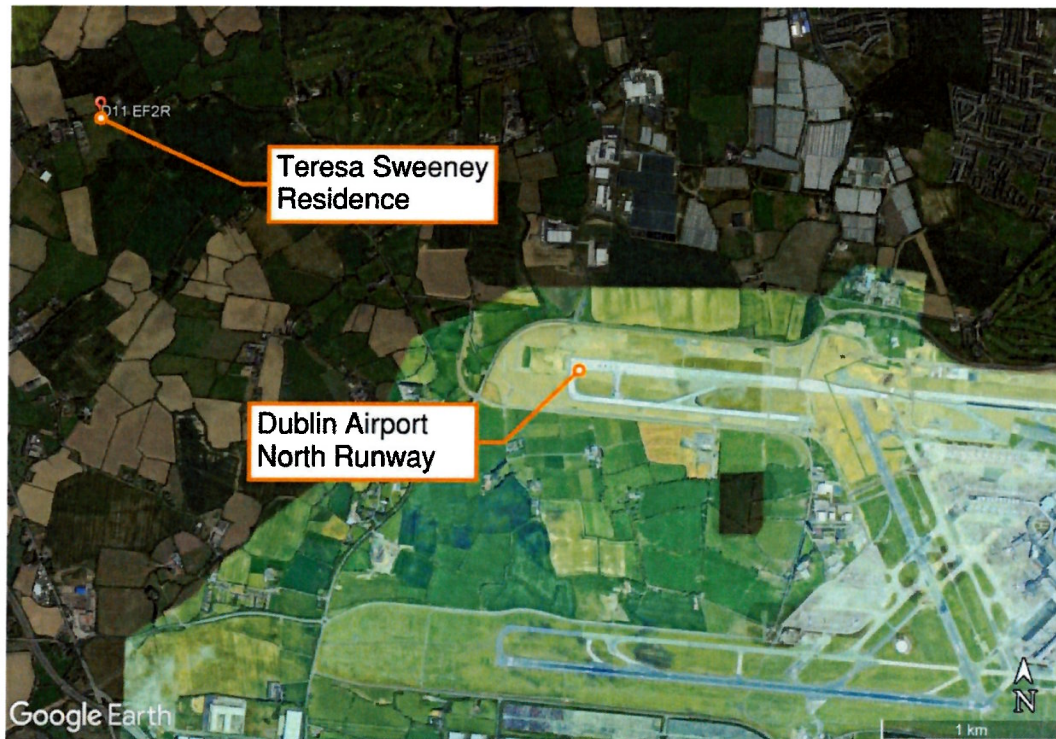 D11 EF2R
Teresa Sweeney
Residence
Dublin Airport
North Runway
Google Earth
N
1 km